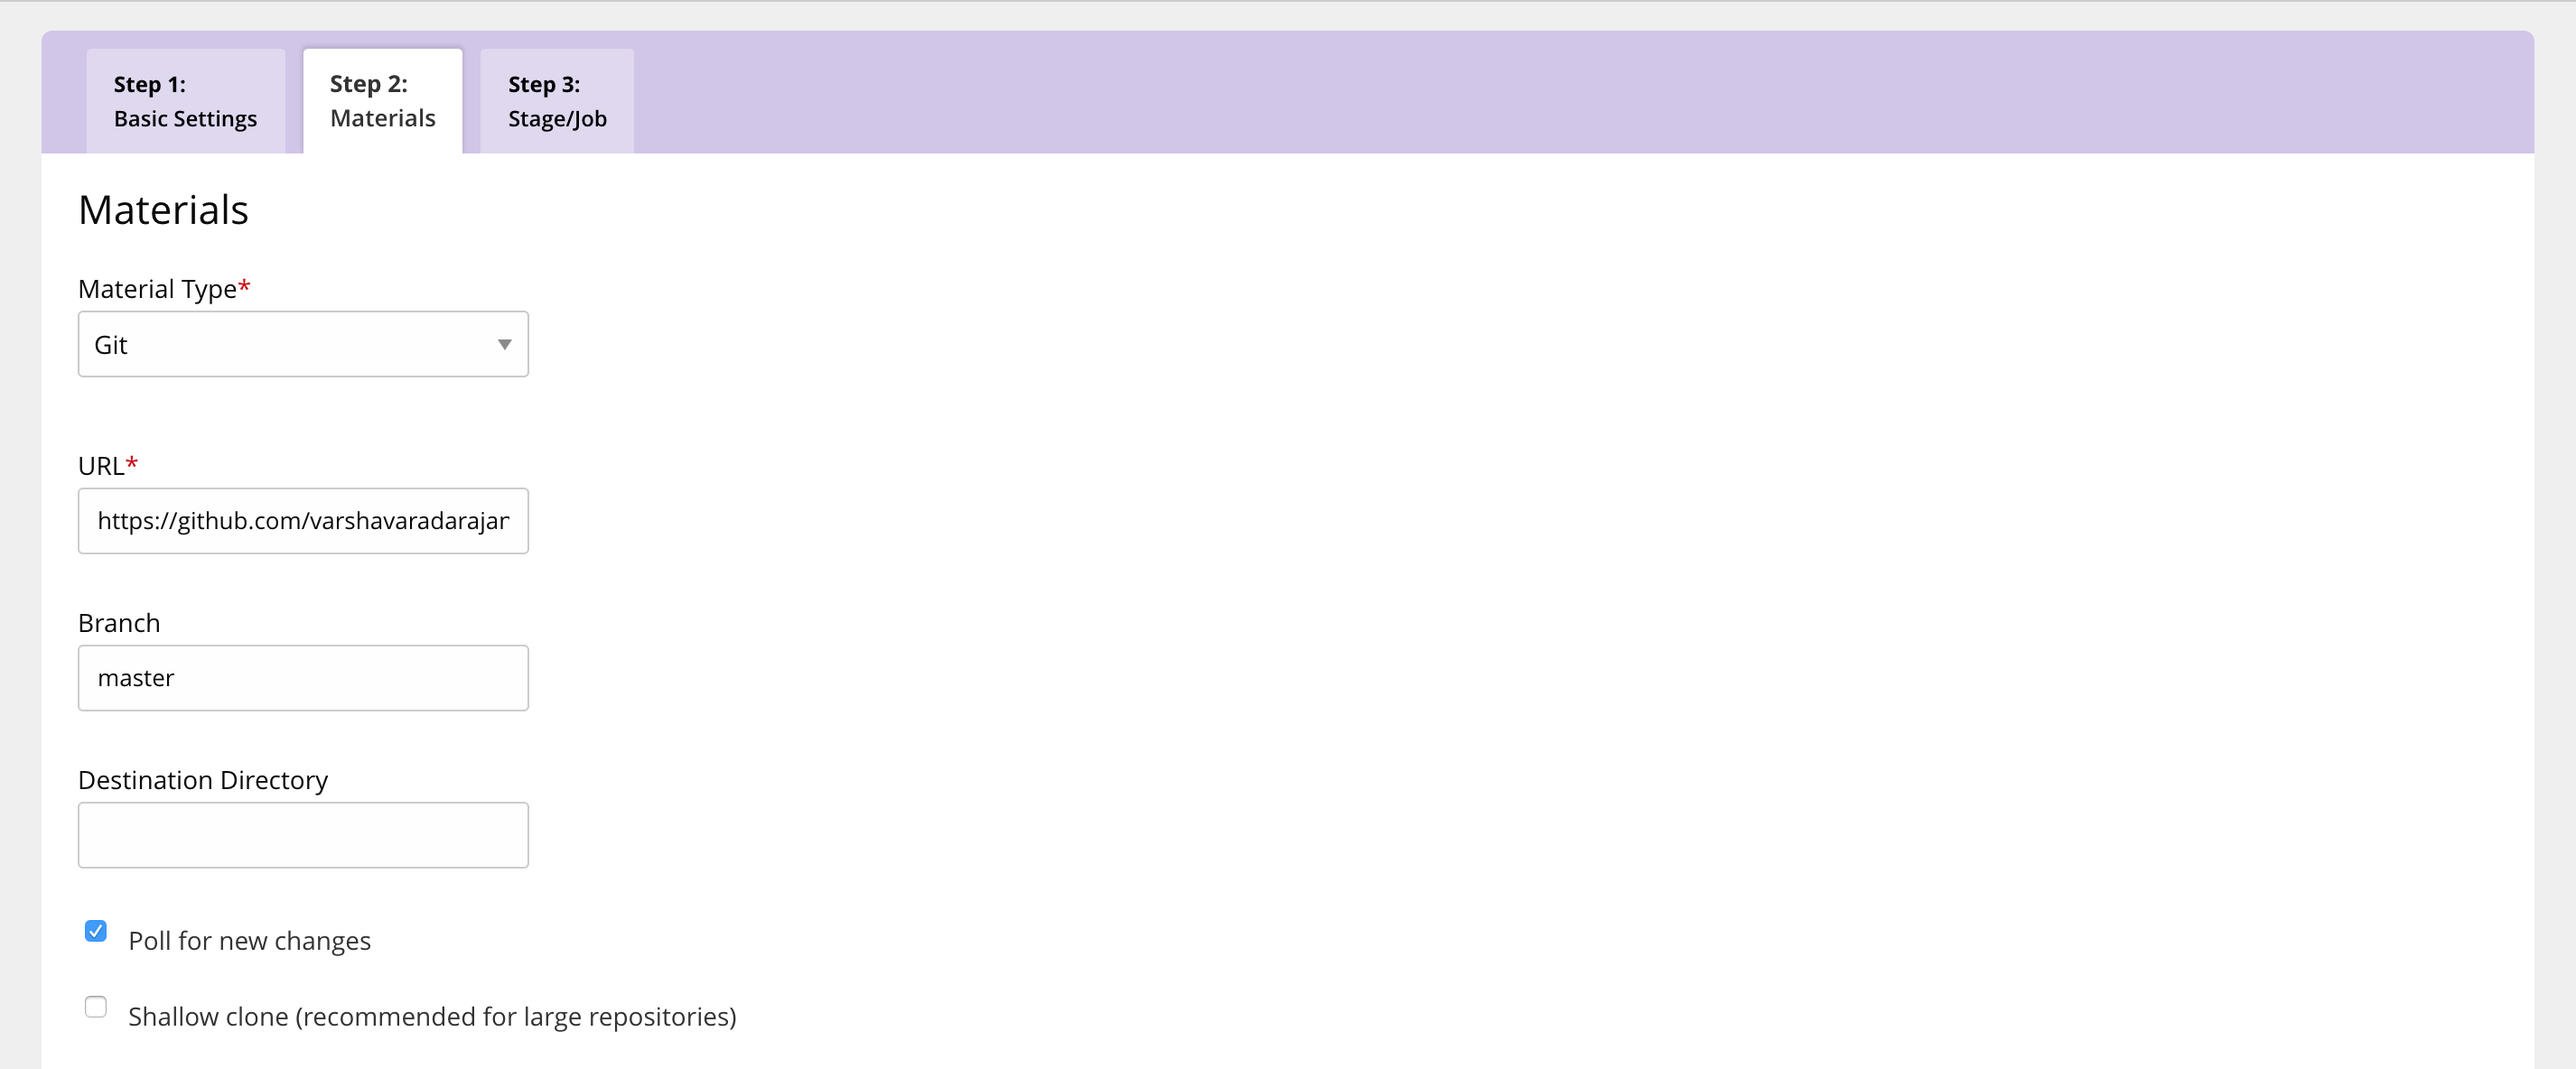 Step 1:
Basic Settings
Step 2:
Materials
Step 3:
Stage/Job
Materials
Material Type*
Git
URL*
https://github.com/varshavaradarajan
Branch
master
Destination Directory
Poll for new changes
Shallow clone (recommended for large repositories)